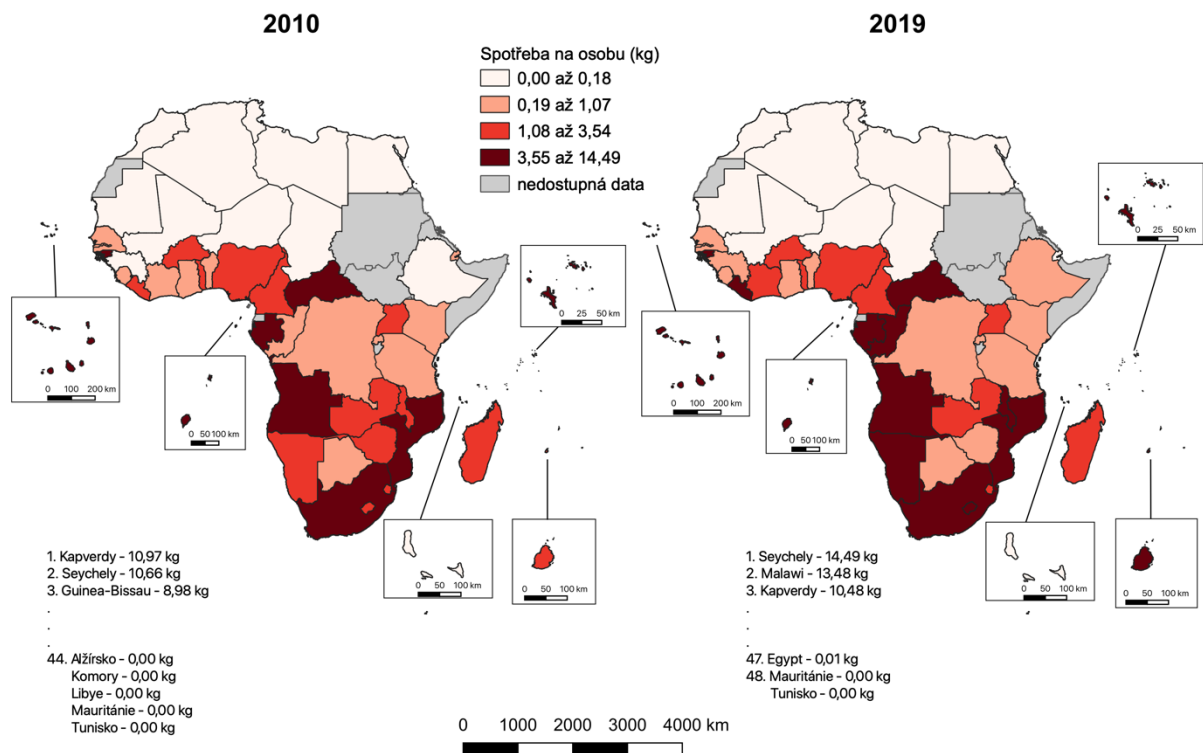 2010
2019
Spotřeba na osobu (kg)
0,00 až 0,18
0,19 až 1,07
1,08 až 3,54
3,55 až 14,49
nedostupná data
0 100 200 km
0 50 100 km
0 25 50 km
0 50 100 km
0 50 100 km
0 25 50 km
0 100 200 km
0 50 100 km
0 50 100 km
0 50 100 km
1. Kapverdy - 10,97 kg
2. Seychely - 10,66 kg
3. Guinea-Bissau - 8,98 kg
.
.
.
44. Alžírsko - 0,00 kg
Komory - 0,00 kg
Libye - 0,00 kg
Mauritánie - 0,00 kg
Tunisko - 0,00 kg
1. Seychely - 14,49 kg
2. Malawi - 13,48 kg
3. Kapverdy - 10,48 kg
.
.
.
47. Egypt - 0,01 kg
48. Mauritánie - 0,00 kg
Tunisko - 0,00 kg
0 1000 2000 3000 4000 km